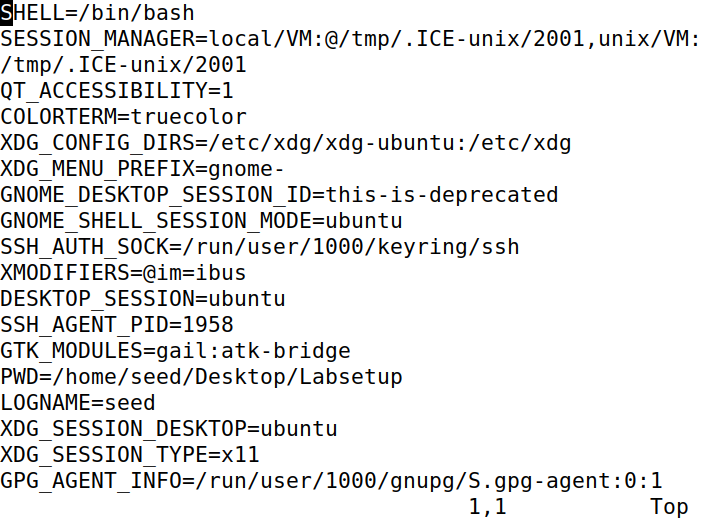 SHELL=/bin/bash
SESSION_MANAGER=local/VM:@/tmp/.ICE-unix/2001,unix/VM:
/tmp/.ICE-unix/2001
QT_ACCESSIBILITY=1
COLORTERM=truecolor
XDG_CONFIG_DIRS=/etc/xdg/xdg-ubuntu:/etc/xdg
XDG_MENU_PREFIX=gnome-
GNOME_DESKTOP_SESSION_ID=this-is-deprecated
GNOME_SHELL_SESSION_MODE=ubuntu
SSH_AUTH_SOCK=/run/user/1000/keyring/ssh
XMODIFIERS=@im=ibus
DESKTOP_SESSION=ubuntu
SSH_AGENT_PID=1958
GTK_MODULES=gail:atk-bridge
PWD=/home/seed/Desktop/Labsetup
LOGNAME=seed
XDG_SESSION_DESKTOP=ubuntu
XDG_SESSION_TYPE=x11
GPG_AGENT_INFO=/run/user/1000/gnupg/S.gpg-agent:0:1
1,1 Top